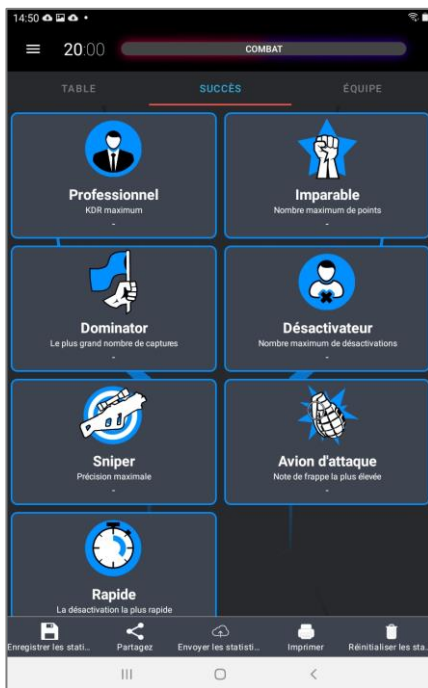 14:50
20:00
COMBAT
TABLE
SUCCÈS
ÉQUIPE
Professionnel
KDR maximum
-
Imparable
Nombre maximum de points
-
Dominator
Le plus grand nombre de captures
-
Désactivateur
Nombre maximum de désactivations
-
Sniper
Précision maximale
-
Avion d'attaque
Note de frappe la plus élevée
-
Rapide
La désactivation la plus rapide
Enregistrer les stati...
Partagez
Envoyer les statisti...
Imprimer
Réinitialiser les sta...